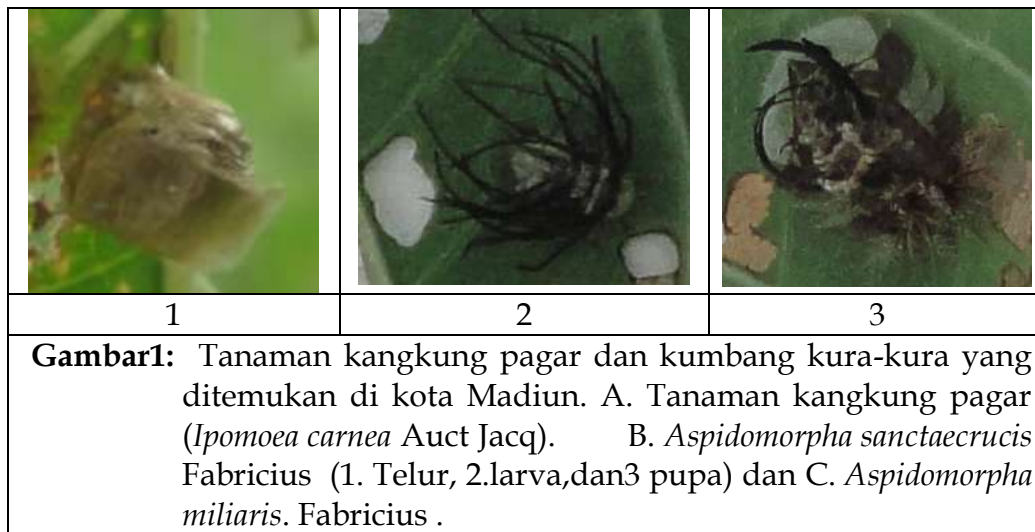 1 2 3
Gambar1: Tanaman kangkung pagar dan kumbang kura-kura yang
ditemukan di kota Madiun. A. Tanaman kangkung pagar
(Ipomoea carnea Auct Jacq). B. Aspidomorpha sanctaecrucis
Fabricius (1. Telur, 2.larva,dan3 pupa) dan C. Aspidomorpha
miliaris. Fabricius .